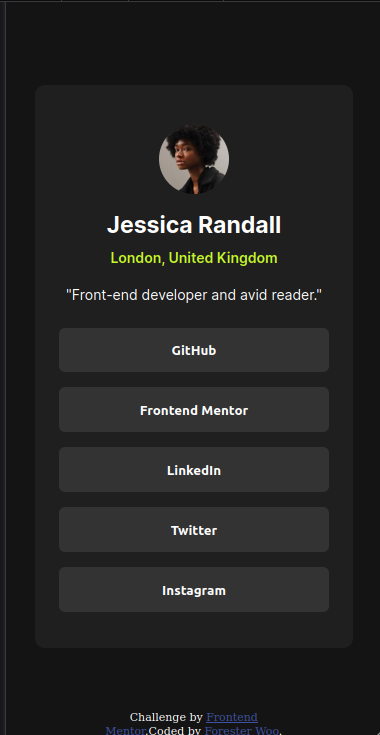 Jessica Randall
London, United Kingdom
"Front-end developer and avid reader."
GitHub
Frontend Mentor
LinkedIn
Twitter
Instagram
Challenge by Frontend
Mentor.Coded by Forester Woo.